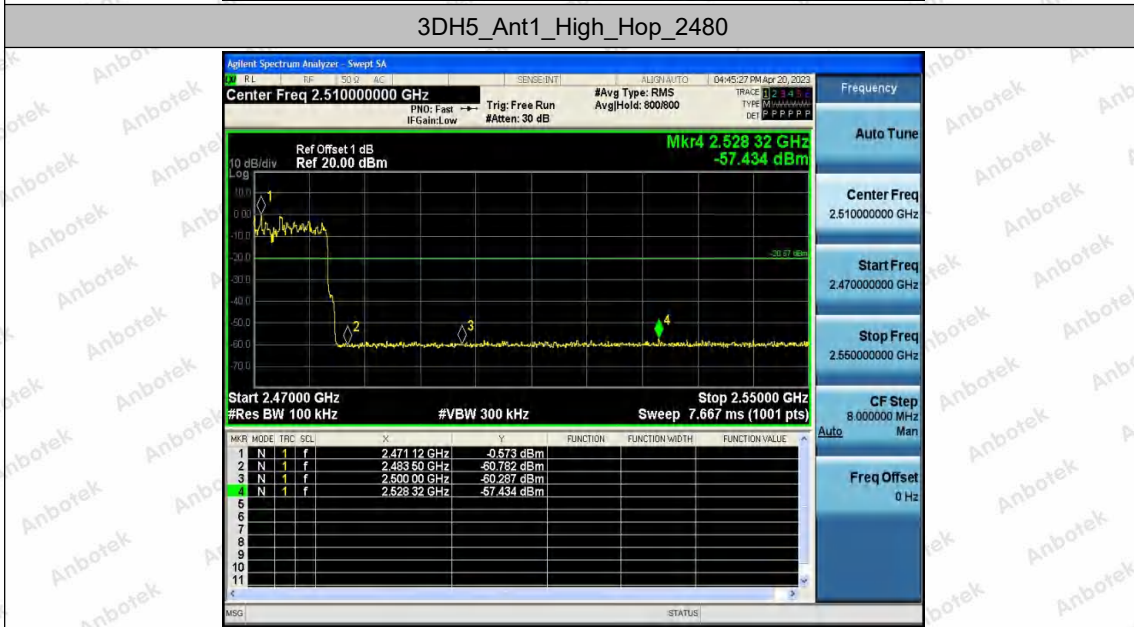 3DH5_Ant1_High_Hop_2480
Agilent Spectrum Analyzer - Swept SA
RL RF 50 Ω AC SENSE:INT ALIGN AUTO 04:45:27 PM Apr 20, 2023
Center Freq 2.510000000 GHz
PNO: Fast
IFGain:Low
Trig: Free Run
#Atten: 30 dB
#Avg Type: RMS
Avg|Hold: 800/800
TRACE 1 2 3 4 5 6
TYPE M
DET P P P P P P
Frequency
Mkr4 2.528 32 GHz
-57.434 dBm
Ref Offset 1 dB
10 dB/div Ref 20.00 dBm
Log
10.0
0.00
-10.0
-20.0
-30.0
-40.0
-50.0
-60.0
-70.0
1
2
3
4
-20.57 dBm
Start 2.47000 GHz Stop 2.55000 GHz
#Res BW 100 kHz #VBW 300 kHz Sweep 7.667 ms (1001 pts)
MKR MODE TRC SCL X Y FUNCTION FUNCTION WIDTH FUNCTION VALUE
1 N 1 f 2.471 12 GHz -0.573 dBm
2 N 1 f 2.483 50 GHz -60.782 dBm
3 N 1 f 2.500 00 GHz -60.287 dBm
4 N 1 f 2.528 32 GHz -57.434 dBm
5
6
7
8
9
10
11
MSG STATUS
Auto Tune
Center Freq
2.510000000 GHz
Start Freq
2.470000000 GHz
Stop Freq
2.550000000 GHz
CF Step
8.000000 MHz
Auto Man
Freq Offset
0 Hz
Anbotek